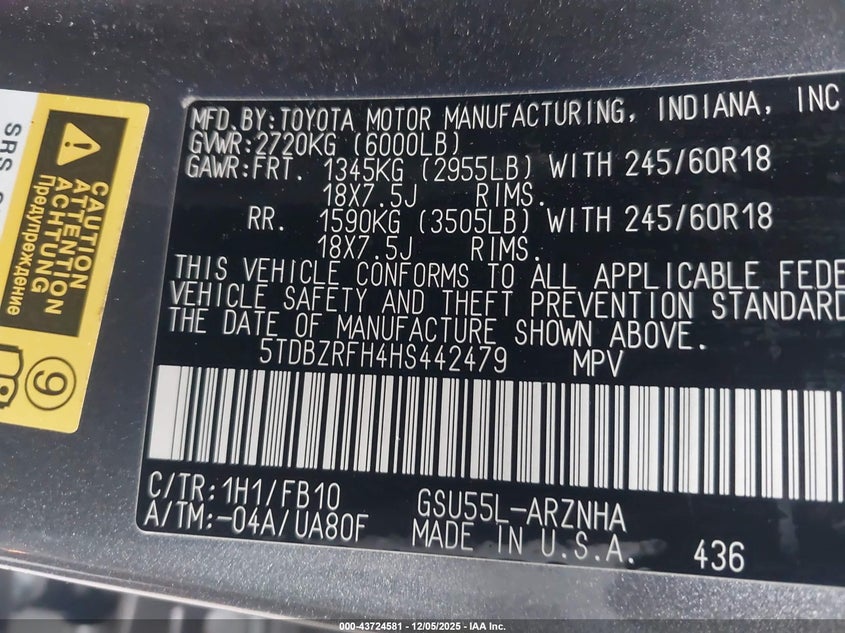 MFD.BY:TOYOTA MOTOR MANUFACTURING, INDIANA, INC
GVWR:2720KG (6000LB)
GAWR:FRT. 1345KG (2955LB) WITH 245/60R18
18X7.5J RIMS.
RR. 1590KG (3505LB) WITH 245/60R18
18X7.5J RIMS.
THIS VEHICLE CONFORMS TO ALL APPLICABLE FEDE
VEHICLE SAFETY AND THEFT PREVENTION STANDARD
THE DATE OF MANUFACTURE SHOWN ABOVE.
5TDBZRFH4HS442479 MPV
C/TR:1H1/FB10 GSU55L-ARZNHA
A/TM:-04A/UA80F MADE IN U.S.A. 436
SRS
CAUTION
ATTENTION
ACHTUNG
Предупреждение
9
000-43724581 - 12/05/2025 - IAA Inc.